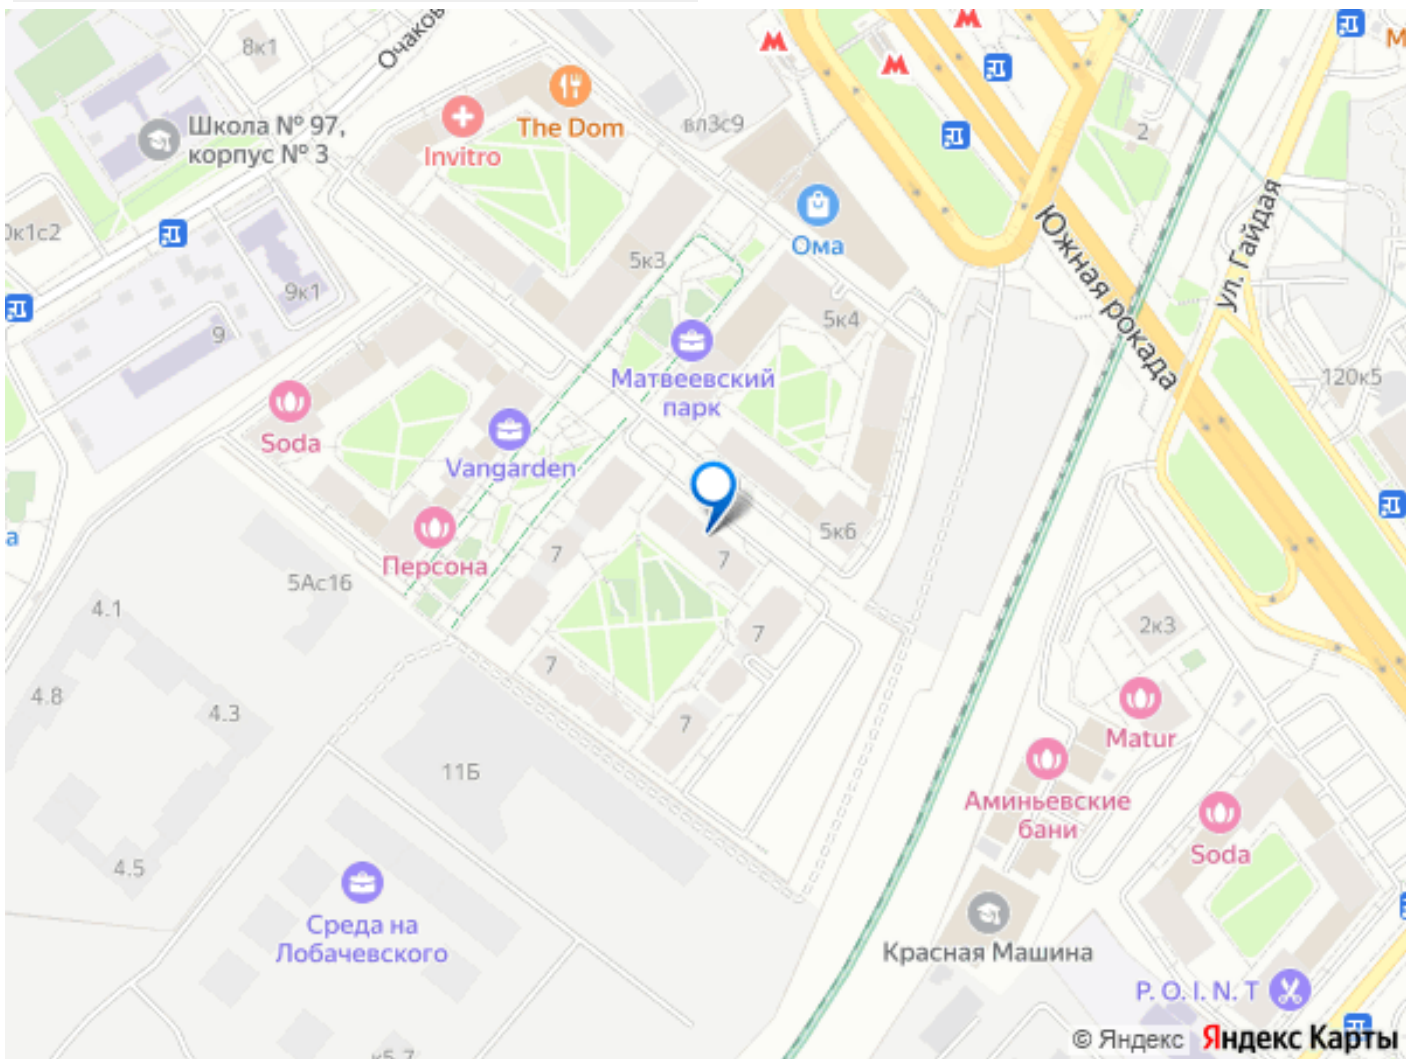 8к1
Очаков
М
The Dom
Школа № 97,
корпус № 3
Invitro
вл3с9
2
Южная рокада
ул. Гайдая
0к1с2
Ома
5к3
9к1
9
5к4
Матвеевский
парк
120к5
Soda
Vangarden
5к6
а
Персона
7
7
5Ас16
4.1
2к3
7
7
4.8
4.3
7
Matur
11Б
Аминьевские
бани
Soda
4.5
Среда на
Лобачевского
Красная Машина
P. O. I. N. T
© Яндекс Яндекс Карты
к5.7